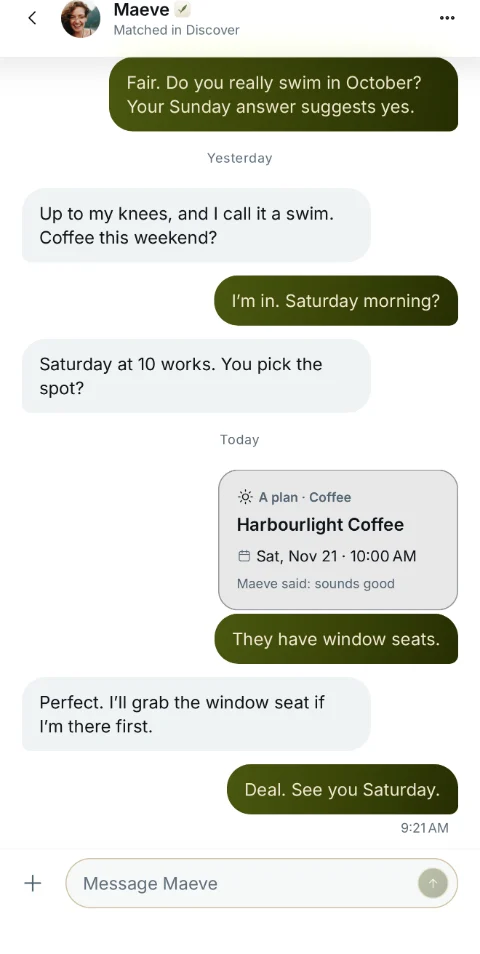 Maeve
Matched in Discover
Fair. Do you really swim in October?
Your Sunday answer suggests yes.
Yesterday
Up to my knees, and I call it a swim.
Coffee this weekend?
I’m in. Saturday morning?
Saturday at 10 works. You pick the
spot?
Today
A plan · Coffee
Harbourlight Coffee
Sat, Nov 21 · 10:00 AM
Maeve said: sounds good
They have window seats.
Perfect. I’ll grab the window seat if
I’m there first.
Deal. See you Saturday.
9:21 AM
Message Maeve